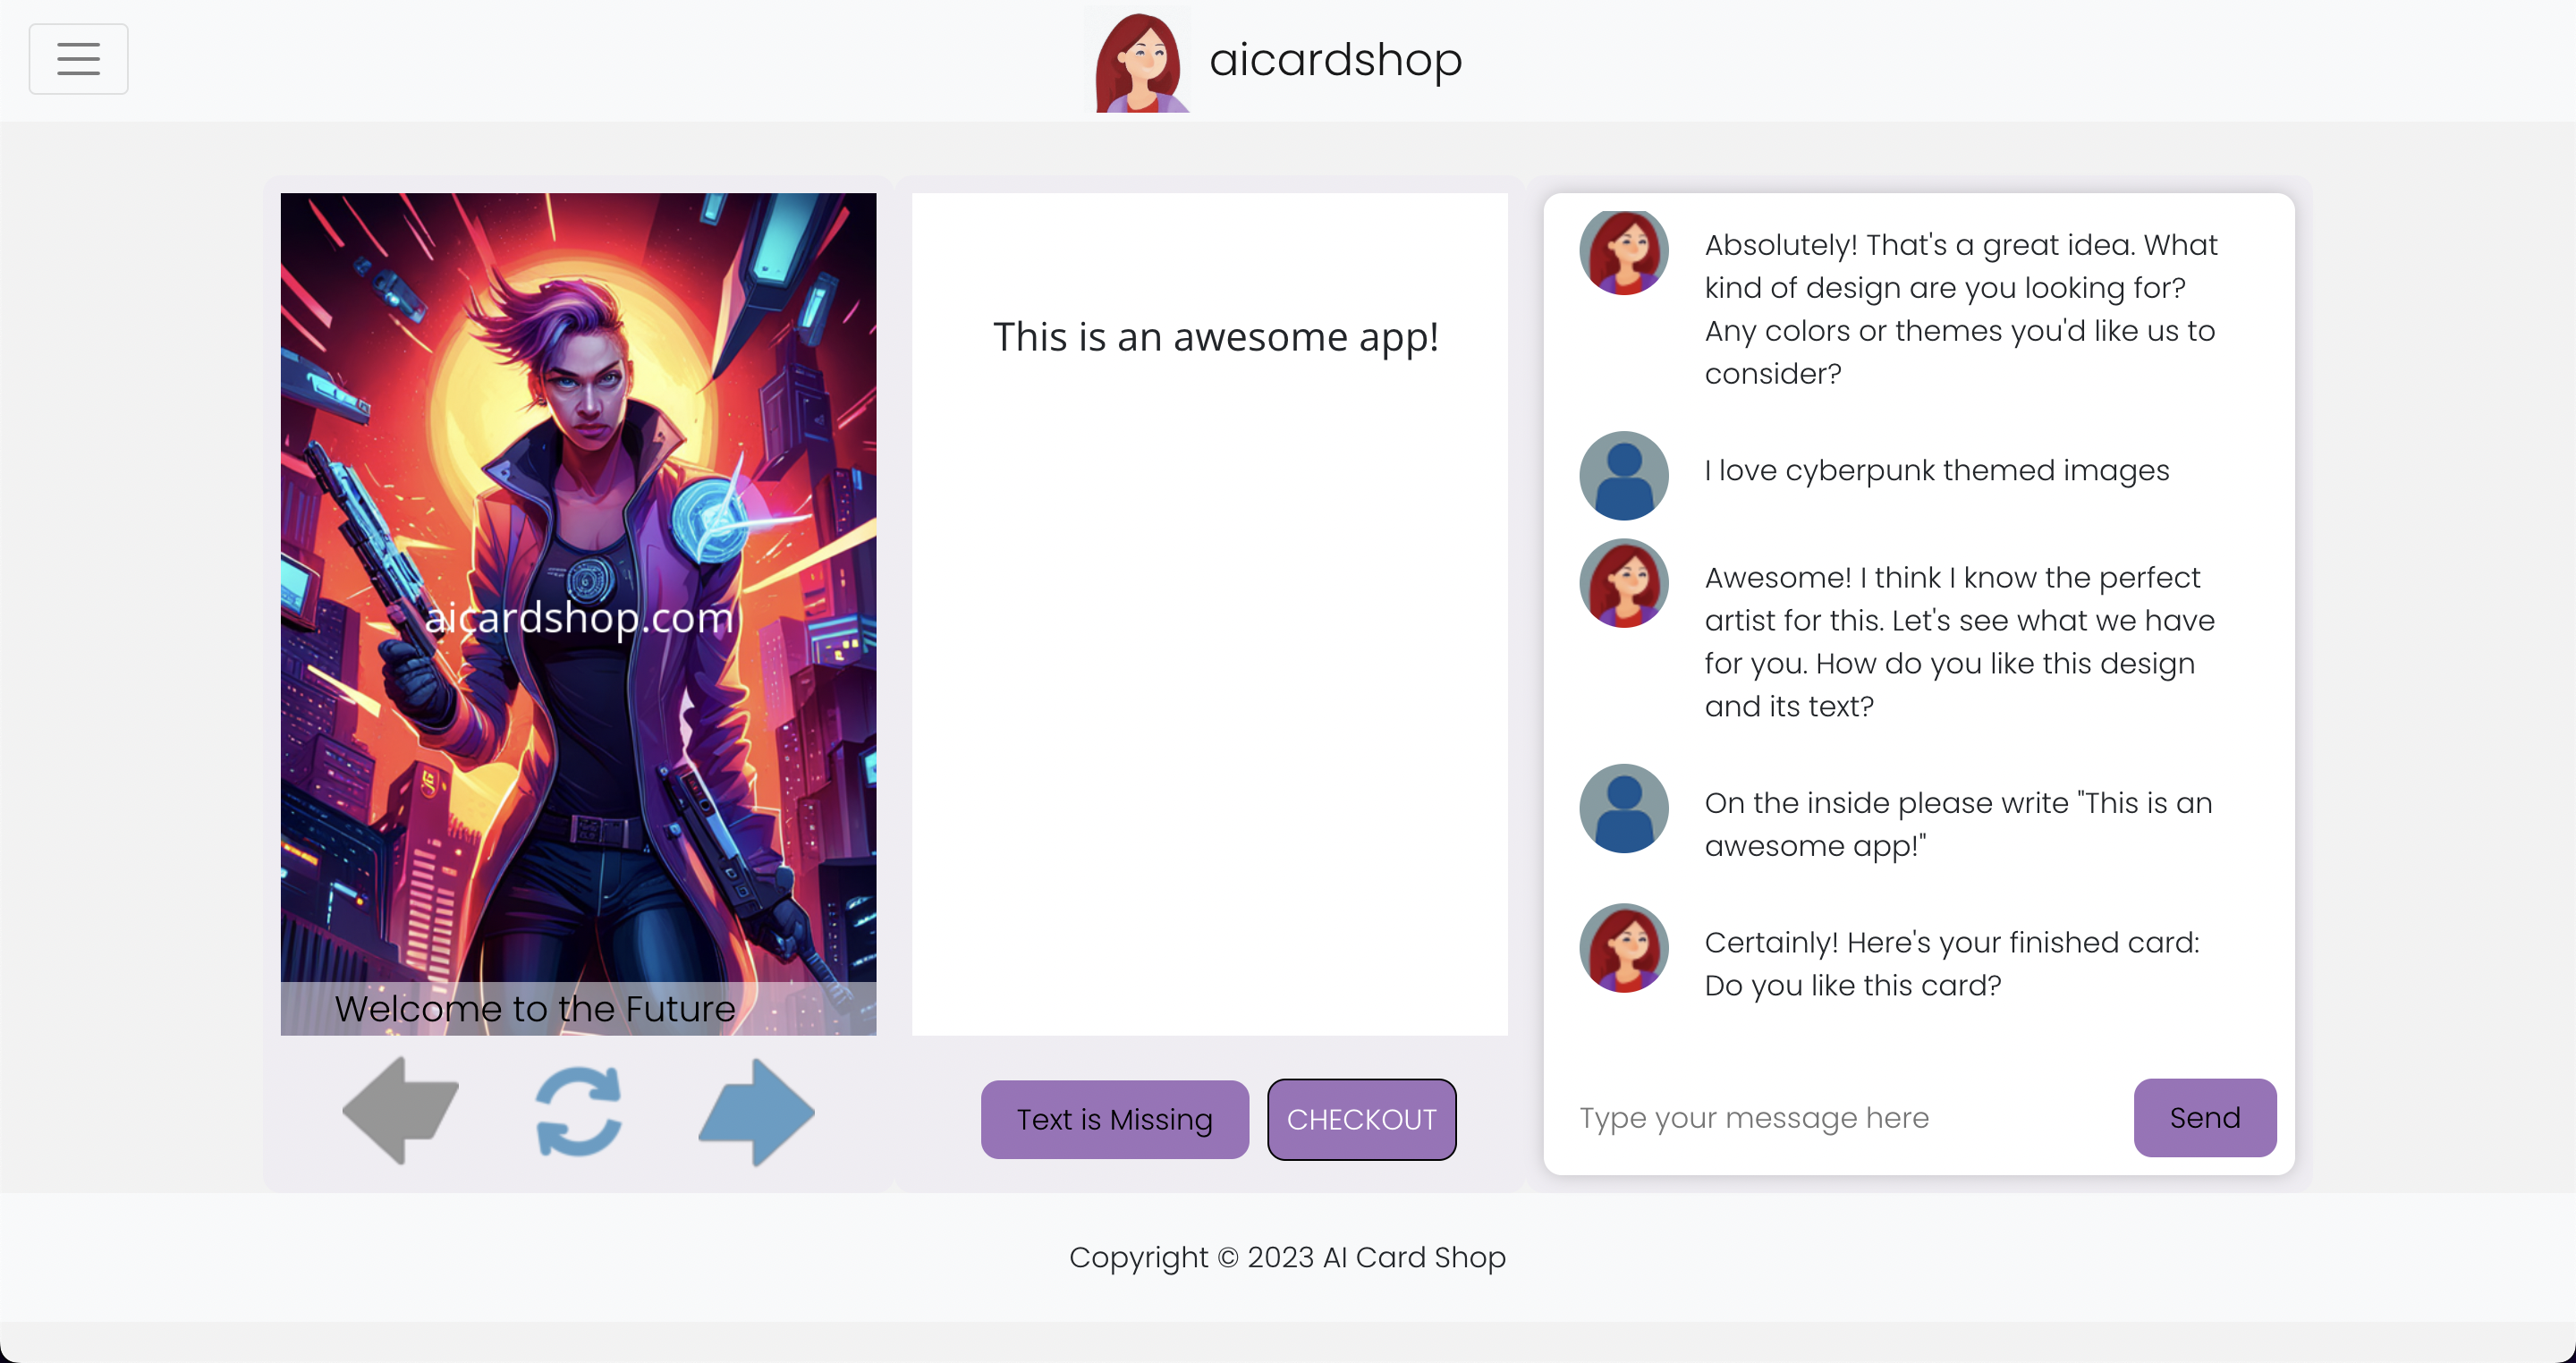 aicardshop
aicardshop.com
Welcome to the Future
This is an awesome app!
Text is Missing
CHECKOUT
Absolutely! That's a great idea. What
kind of design are you looking for?
Any colors or themes you'd like us to
consider?
I love cyberpunk themed images
Awesome! I think I know the perfect
artist for this. Let's see what we have
for you. How do you like this design
and its text?
On the inside please write "This is an
awesome app!"
Certainly! Here's your finished card:
Do you like this card?
Type your message here
Send
Copyright © 2023 AI Card Shop